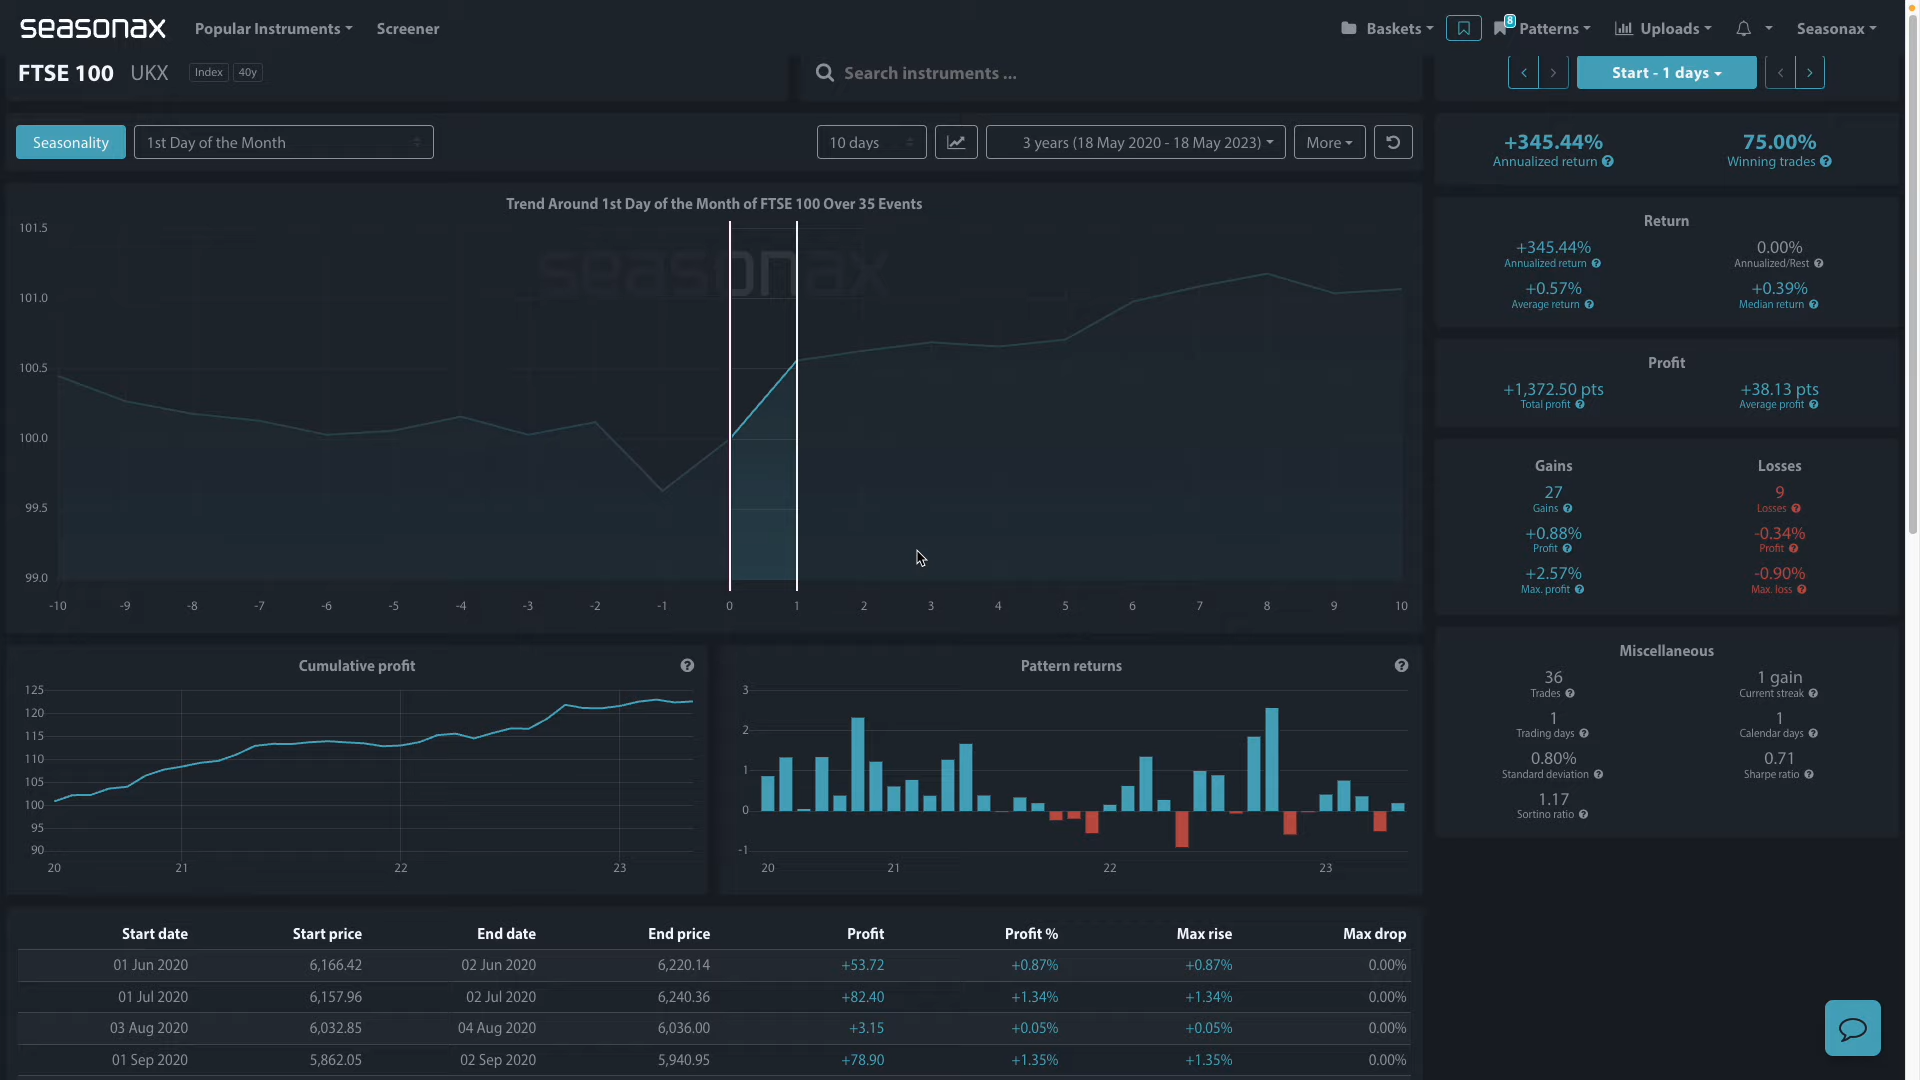 seasonax Popular Instruments Screener Baskets 8 Patterns Uploads Seasonax
FTSE 100 UKX Index 40y Search instruments ... Start - 1 days
Seasonality 1st Day of the Month 10 days 3 years (18 May 2020 - 18 May 2023) More
+345.44% 75.00%
Annualized return Winning trades
Trend Around 1st Day of the Month of FTSE 100 Over 35 Events
seasonax
101.5
101.0
100.5
100.0
99.5
99.0
-10 -9 -8 -7 -6 -5 -4 -3 -2 -1 0 1 2 3 4 5 6 7 8 9 10
Return
+345.44% 0.00%
Annualized return Annualized/Rest
+0.57% +0.39%
Average return Median return
Profit
+1,372.50 pts +38.13 pts
Total profit Average profit
Gains Losses
27 9
Gains Losses
+0.88% -0.34%
Profit Profit
+2.57% -0.90%
Max. profit Max. loss
Miscellaneous
36 1 gain
Trades Current streak
1 1
Trading days Calendar days
0.80% 0.71
Standard deviation Sharpe ratio
1.17
Sortino ratio
Cumulative profit
125
120
115
110
105
100
95
90
20 21 22 23
Pattern returns
3
2
1
0
-1
20 21 22 23
Start date Start price End date End price Profit Profit % Max rise Max drop
01 Jun 2020 6,166.42 02 Jun 2020 6,220.14 +53.72 +0.87% +0.87% 0.00%
01 Jul 2020 6,157.96 02 Jul 2020 6,240.36 +82.40 +1.34% +1.34% 0.00%
03 Aug 2020 6,032.85 04 Aug 2020 6,036.00 +3.15 +0.05% +0.05% 0.00%
01 Sep 2020 5,862.05 02 Sep 2020 5,940.95 +78.90 +1.35% +1.35% 0.00%